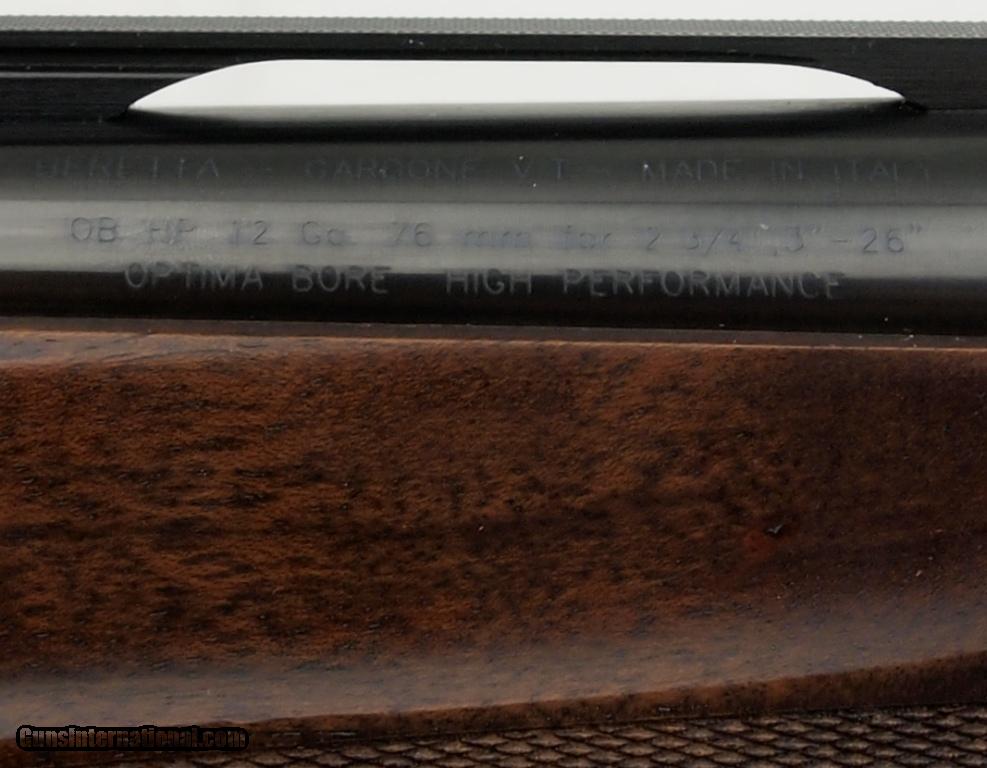 BERETTA - GARDONE V.T - MADE IN ITALY
OB HP 12 Ga 76 mm for 2 3/4, 3" - 26"
OPTIMA BORE HIGH PERFORMANCE
GunsInternational.com